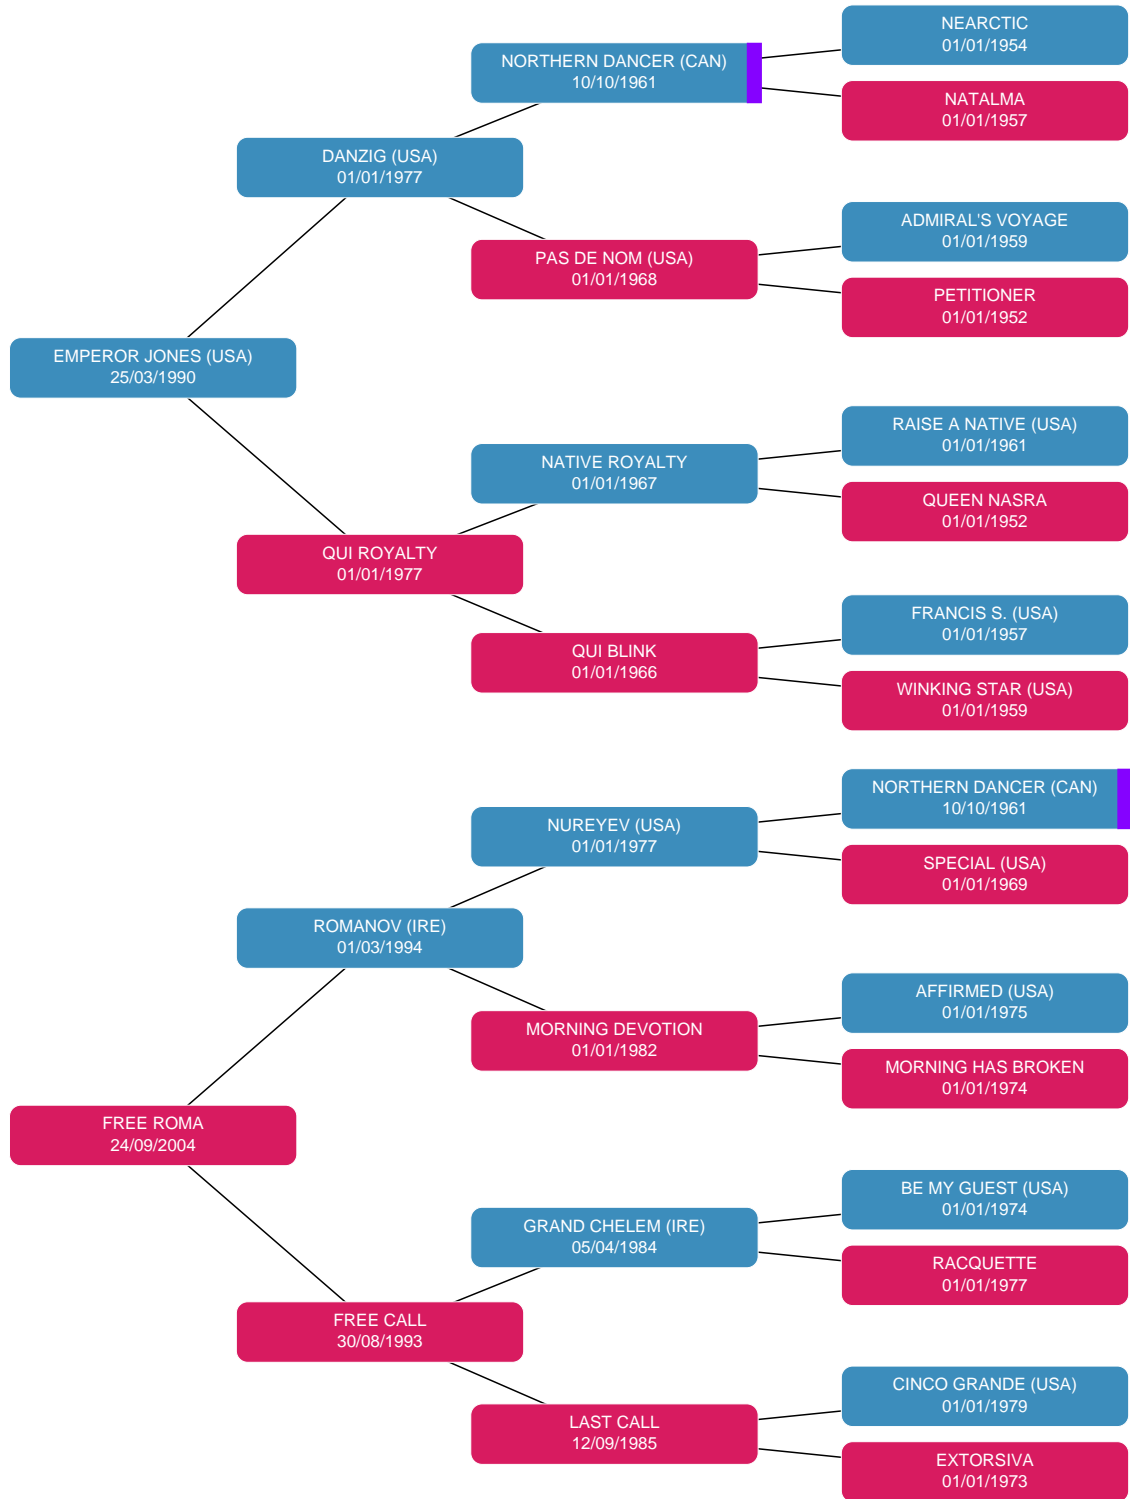 NEARCTIC
01/01/1954
NORTHERN DANCER (CAN)
10/10/1961
NATALMA
01/01/1957
DANZIG (USA)
01/01/1977
ADMIRAL'S VOYAGE
01/01/1959
PAS DE NOM (USA)
01/01/1968
PETITIONER
01/01/1952
EMPEROR JONES (USA)
25/03/1990
RAISE A NATIVE (USA)
01/01/1961
NATIVE ROYALTY
01/01/1967
QUEEN NASRA
01/01/1952
QUI ROYALTY
01/01/1977
FRANCIS S. (USA)
01/01/1957
QUI BLINK
01/01/1966
WINKING STAR (USA)
01/01/1959
NORTHERN DANCER (CAN)
10/10/1961
NUREYEV (USA)
01/01/1977
SPECIAL (USA)
01/01/1969
ROMANOV (IRE)
01/03/1994
AFFIRMED (USA)
01/01/1975
MORNING DEVOTION
01/01/1982
MORNING HAS BROKEN
01/01/1974
FREE ROMA
24/09/2004
BE MY GUEST (USA)
01/01/1974
GRAND CHELEM (IRE)
05/04/1984
RACQUETTE
01/01/1977
FREE CALL
30/08/1993
CINCO GRANDE (USA)
01/01/1979
LAST CALL
12/09/1985
EXTORSIVA
01/01/1973